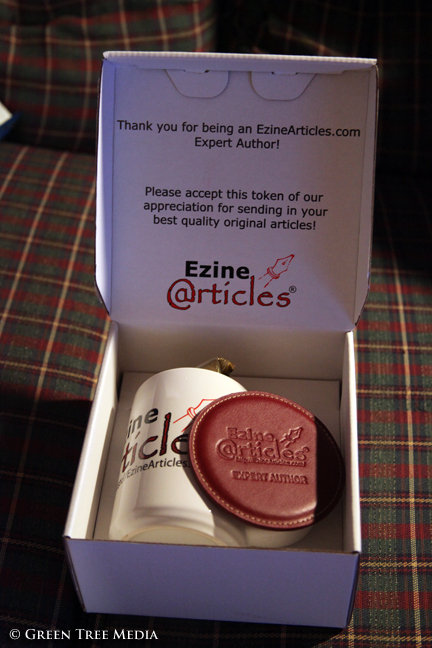 Thank you for being an EzineArticles.com
Expert Author!
Please accept this token of our
appreciation for sending in your
best quality original articles!
Ezine
@rticles®
zine
rticles
EzineArticles.
Ezine
@rticles
EXPERT AUTHOR
© GREEN TREE MEDIA